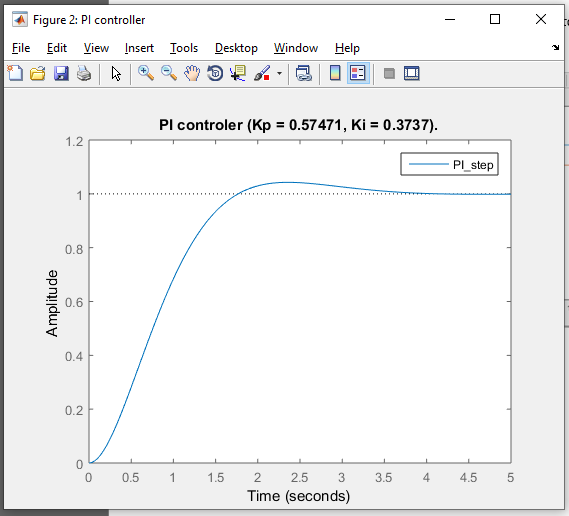 Figure 2: PI controller
File Edit View Insert Tools Desktop Window Help
PI controler (Kp = 0.57471, Ki = 0.3737).
PI_step
1.2
1
0.8
0.6
0.4
0.2
0
Amplitude
0 0.5 1 1.5 2 2.5 3 3.5 4 4.5 5
Time (seconds)